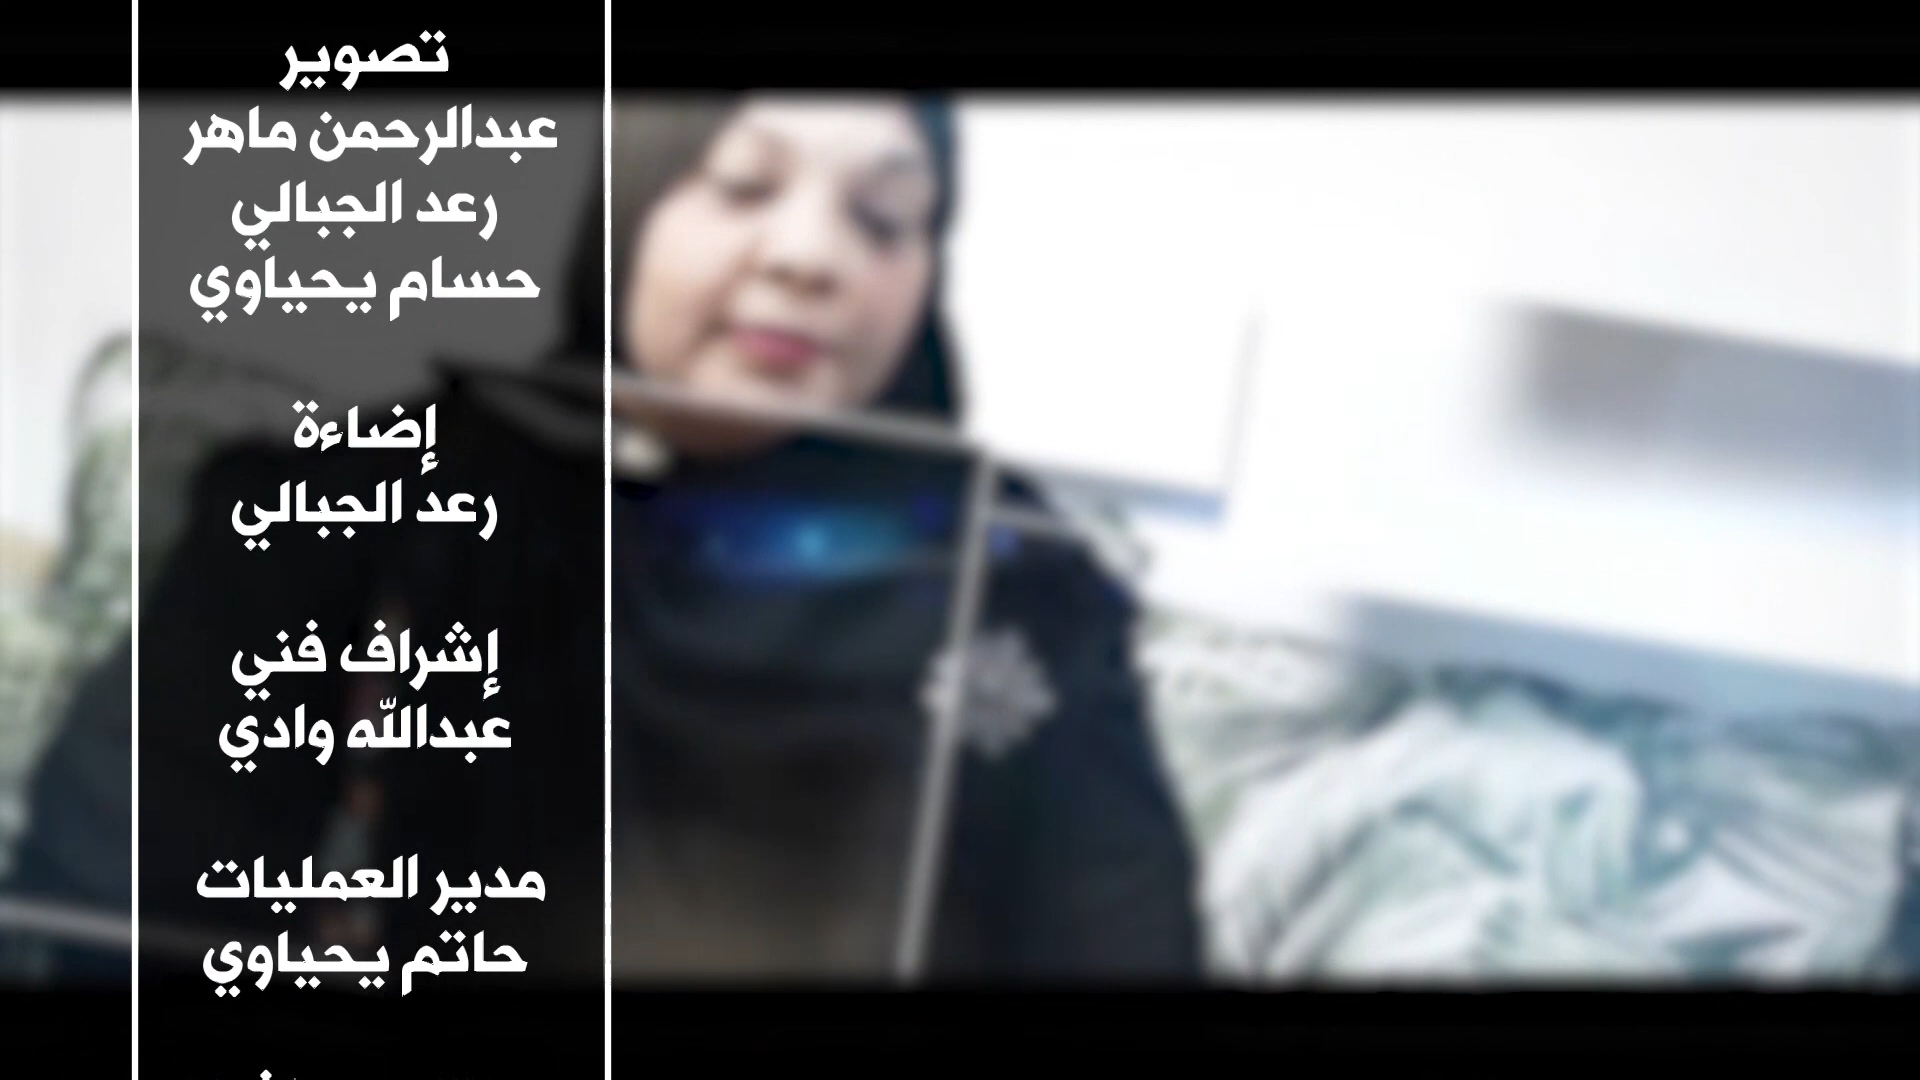 تصوير
عبدالرحمن ماهر
رعد الجبالي
حسام يحياوي
إضاءة
رعد الجبالي
إشراف فني
عبدالله وادي
مدير العمليات
حاتم يحياوي